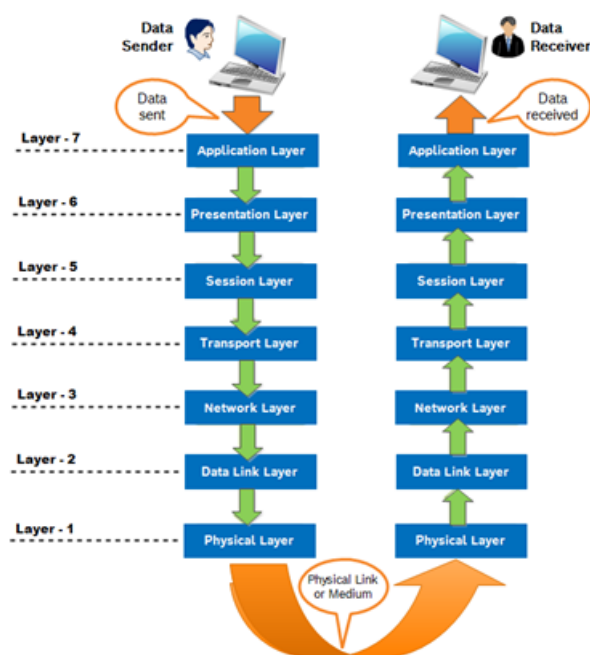 Data
Sender
Data
Receiver
Data
sent
Data
received
Layer - 7
Application Layer
Application Layer
Layer - 6
Presentation Layer
Presentation Layer
Layer - 5
Session Layer
Session Layer
Layer - 4
Transport Layer
Transport Layer
Layer - 3
Network Layer
Network Layer
Layer - 2
Data Link Layer
Data Link Layer
Layer - 1
Physical Layer
Physical Layer
Physical Link
or Medium